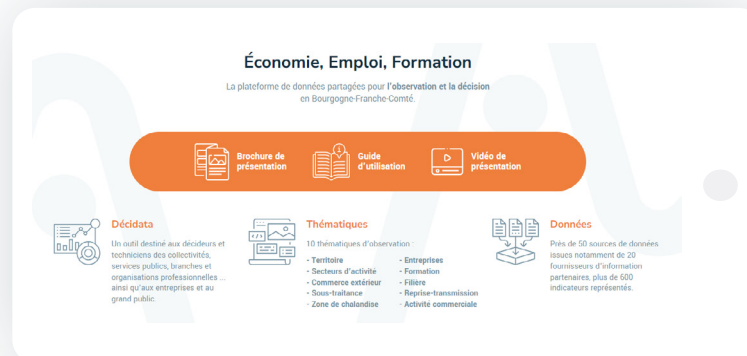 Économie, Emploi, Formation
La plateforme de données partagées pour l'observation et la décision
en Bourgogne-Franche-Comté.
Brochure de
présentation
1
Guide
d'utilisation
Vidéo de
présentation
Décidata
Un outil destiné aux décideurs et
techniciens des collectivités,
services publics, branches et
organisations professionnelles ...
ainsi qu'aux entreprises et au
grand public.
Thématiques
10 thématiques d'observation :
- Territoire
- Secteurs d'activité
- Commerce extérieur
- Sous-traitance
- Zone de chalandise
- Entreprises
- Formation
- Filière
- Reprise-transmission
- Activité commerciale
Données
Près de 50 sources de données
issues notamment de 20
fournisseurs d'information
partenaires, plus de 600
indicateurs représentés.